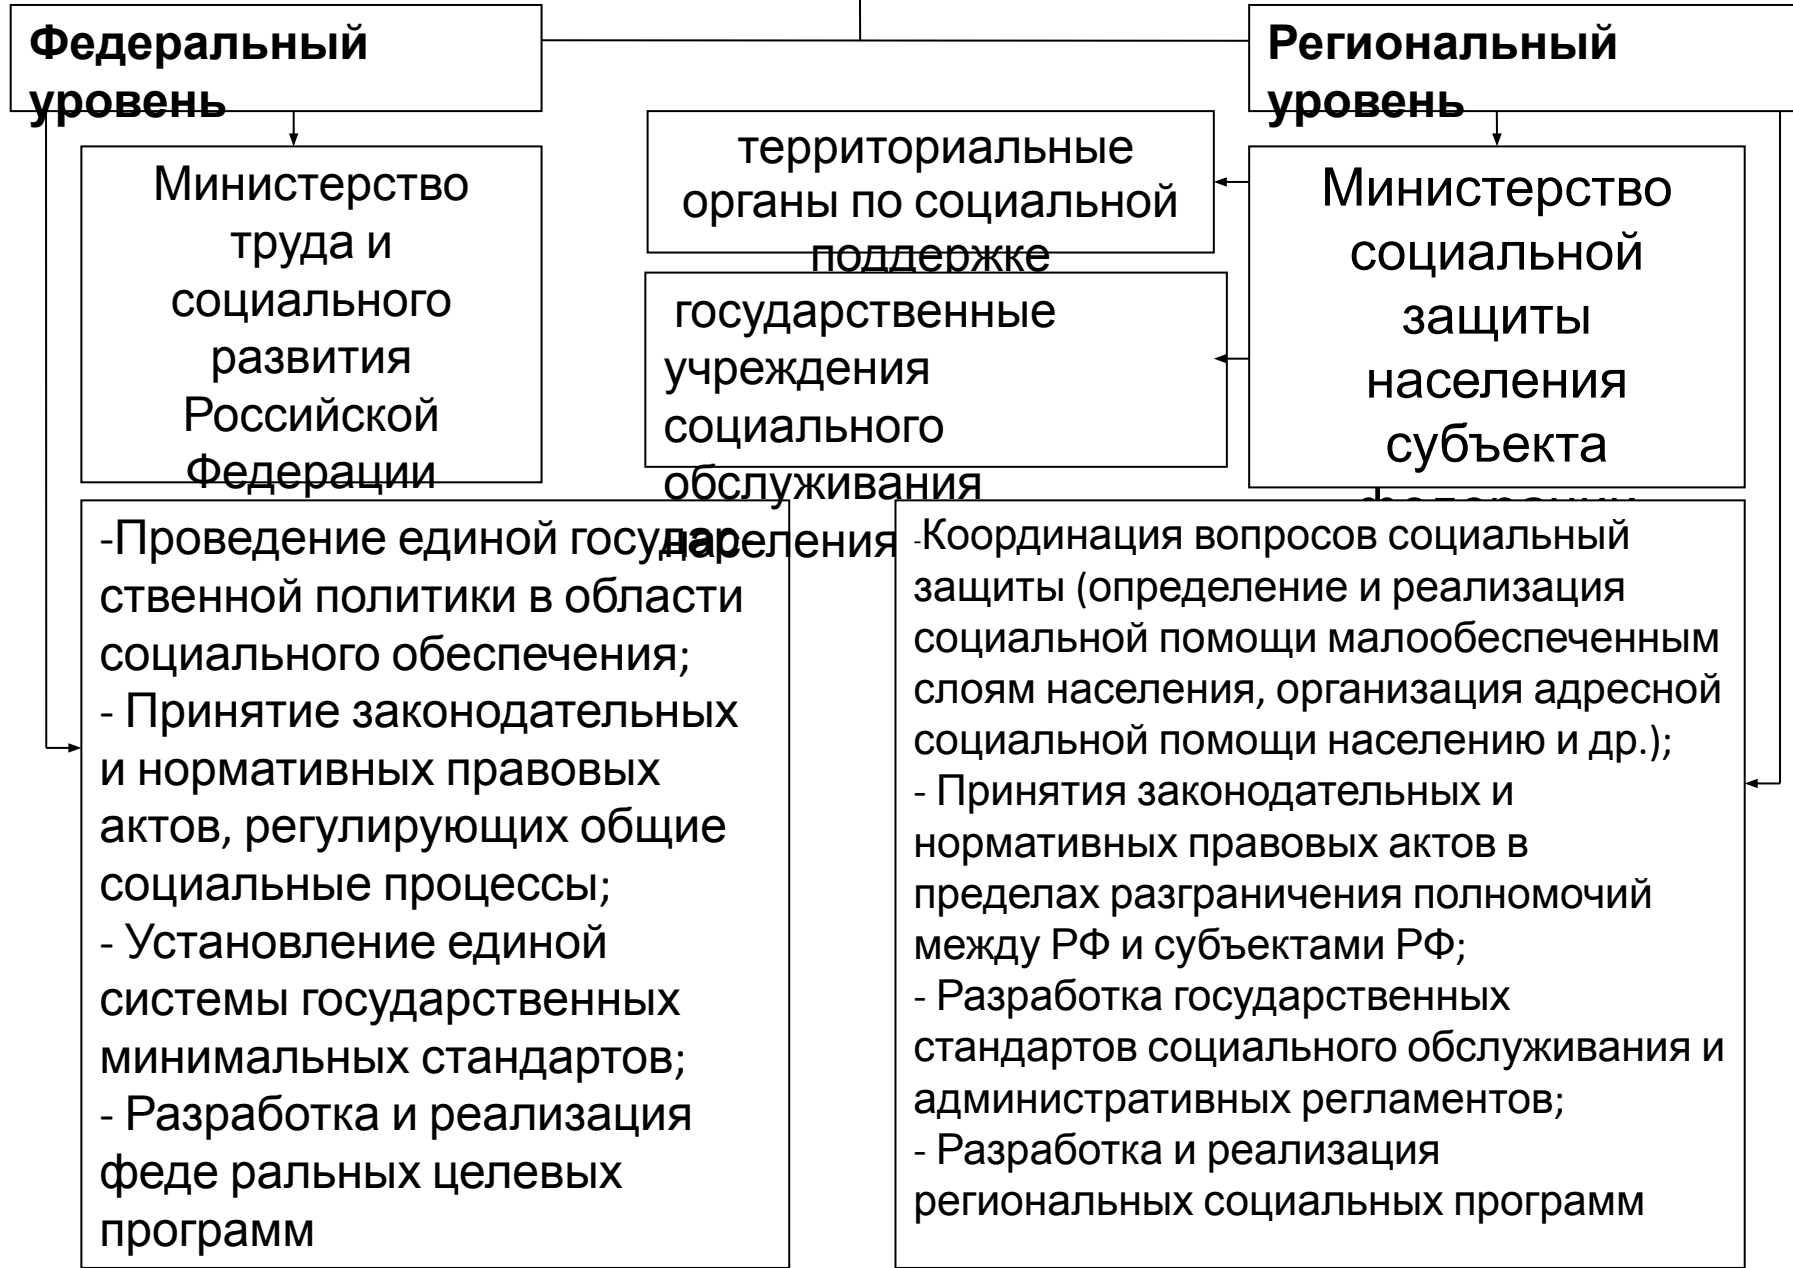 Федеральный
уровень
Региональный
уровень
Министерство
труда и
социального
развития
Российской
Федерации
территориальные
органы по социальной
поддержке
государственные
учреждения
социального
обслуживания
населения
Министерство
социальной
защиты
населения
субъекта
федерации
-Проведение единой государ
ственной политики в области
социального обеспечения;
- Принятие законодательных
и нормативных правовых
актов, регулирующих общие
социальные процессы;
- Установление единой
системы государственных
минимальных стандартов;
- Разработка и реализация
феде ральных целевых
программ
-Координация вопросов социальный
защиты (определение и реализация
социальной помощи малообеспеченным
слоям населения, организация адресной
социальной помощи населению и др.);
- Принятия законодательных и
нормативных правовых актов в
пределах разграничения полномочий
между РФ и субъектами РФ;
- Разработка государственных
стандартов социального обслуживания и
административных регламентов;
- Разработка и реализация
региональных социальных программ